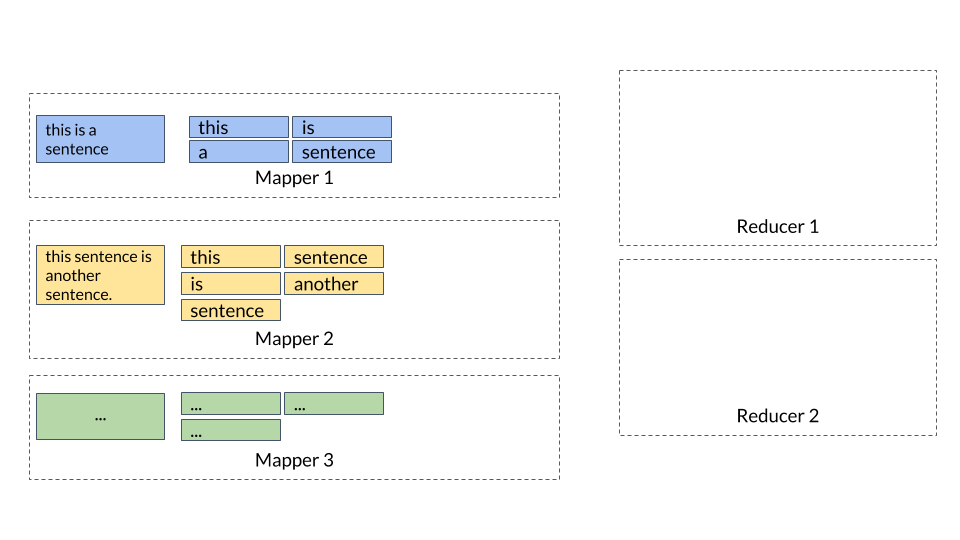 this is a
sentence
this
is
a
sentence
Mapper 1
this sentence is
another
sentence.
this
sentence
is
another
sentence
Mapper 2
...
...
...
...
Mapper 3
Reducer 1
Reducer 2